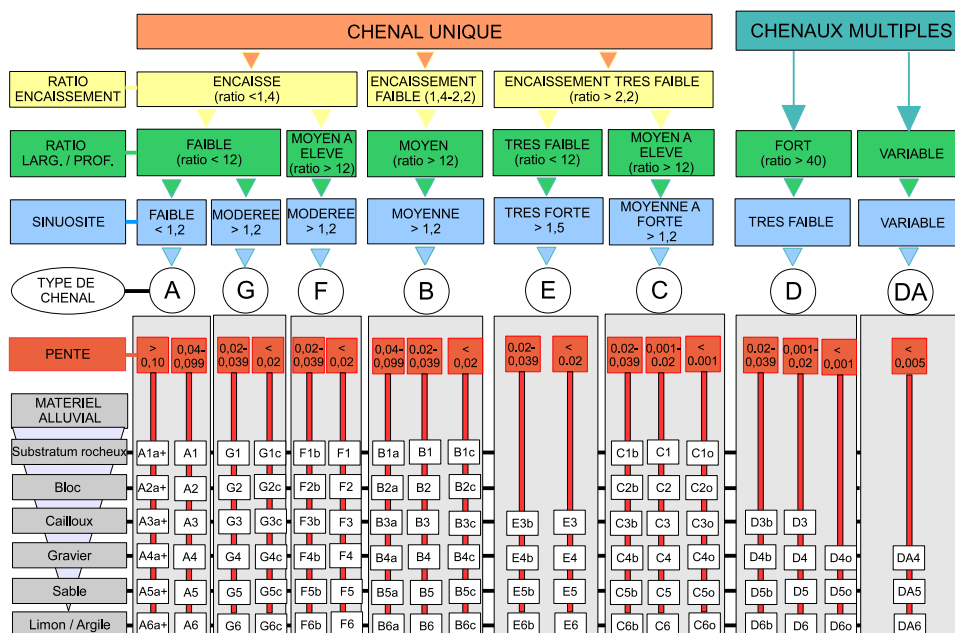 CHENAL UNIQUE
CHENAUX MULTIPLES
RATIO
ENCAISSEMENT
ENCAISSE
(ratio <1,4)
ENCAISSEMENT
FAIBLE (1,4-2,2)
ENCAISSEMENT TRES FAIBLE
(ratio > 2,2)
RATIO
LARG. / PROF.
FAIBLE
(ratio < 12)
MOYEN A
ELEVE
(ratio > 12)
MOYEN
(ratio > 12)
TRES FAIBLE
(ratio < 12)
MOYEN A
ELEVE
(ratio > 12)
FORT
(ratio > 40)
VARIABLE
SINUOSITE
FAIBLE
< 1,2
MODEREE
> 1,2
MODEREE
> 1,2
MOYENNE
> 1,2
TRES FORTE
> 1,5
MOYENNE A
FORTE
> 1,2
TRES FAIBLE
VARIABLE
TYPE DE
CHENAL
A
G
F
B
E
C
D
DA
PENTE
>
0,10
0,04-
0,099
0,02-
0,039
<
0,02
0,02-
0,039
<
0,02
0,04-
0,099
0.02-
0,039
<
0,02
0.02-
0,039
<
0.02
0.02-
0,039
0,001-
0.02
<
0.001
0.02-
0,039
0,001-
0,02
<
0.001
<
0,005
MATERIEL
ALLUVIAL
Substratum rocheux A1a+ A1 G1 G1c F1b F1 B1a B1 B1c C1b C1 C1o
Bloc A2a+ A2 G2 G2c F2b F2 B2a B2 B2c C2b C2 C2o
Cailloux A3a+ A3 G3 G3c F3b F3 B3a B3 B3c E3b E3 C3b C3 C3o D3b D3
Gravier A4a+ A4 G4 G4c F4b F4 B4a B4 B4c E4b E4 C4b C4 C4o D4b D4 D4o DA4
Sable A5a+ A5 G5 G5c F5b F5 B5a B5 B5c E5b E5 C5b C5 C5o D5b D5 D5o DA5
Limon / Argile A6a+ A6 G6 G6c F6b F6 B6a B6 B6c E6b E6 C6b C6 C6o D6b D6 D6o DA6